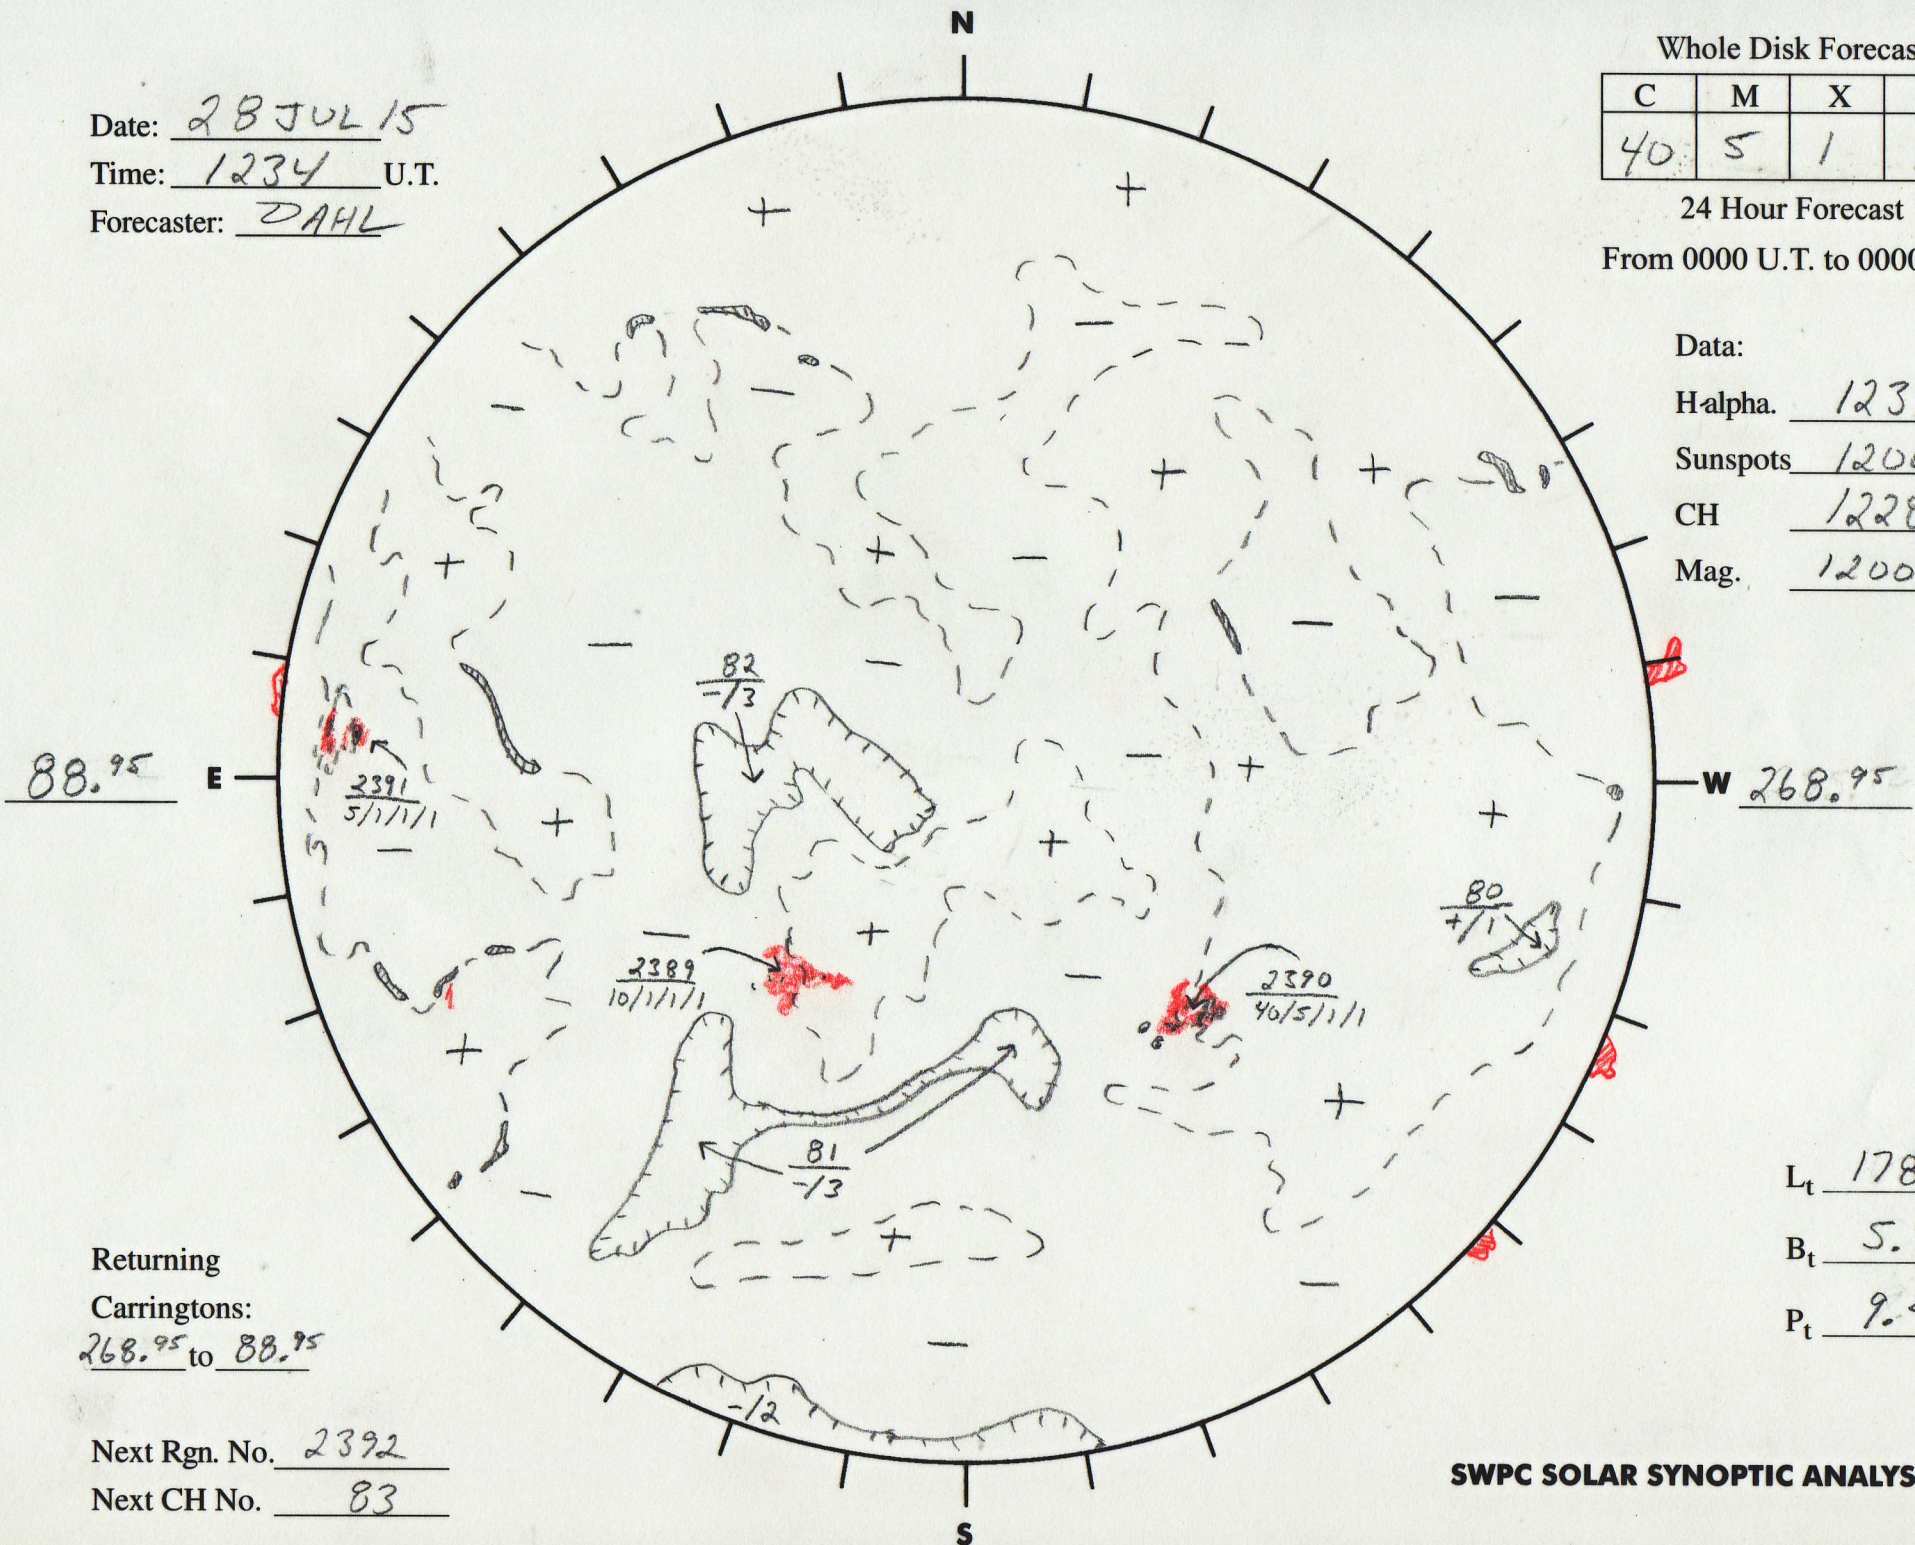 N
Date: 28 JUL 15
Time: 1234 U.T.
Forecaster: DAHL
Whole Disk Forecas
C M X
40 5 1
24 Hour Forecast
From 0000 U.T. to 0000
Data:
H-alpha. 123
Sunspots 120
CH 122
Mag. 1200
82
-/3
88.95 E
W 268.95
2391
5/1/1/1
80
+/1
2389
10/1/1/1
2390
40/5/1/1
81
-/3
Lt 178
Bt 5.
Pt 9.
Returning
Carringtons:
268.95 to 88.95
-/2
Next Rgn. No. 2392
Next CH No. 83
SWPC SOLAR SYNOPTIC ANALYS
S